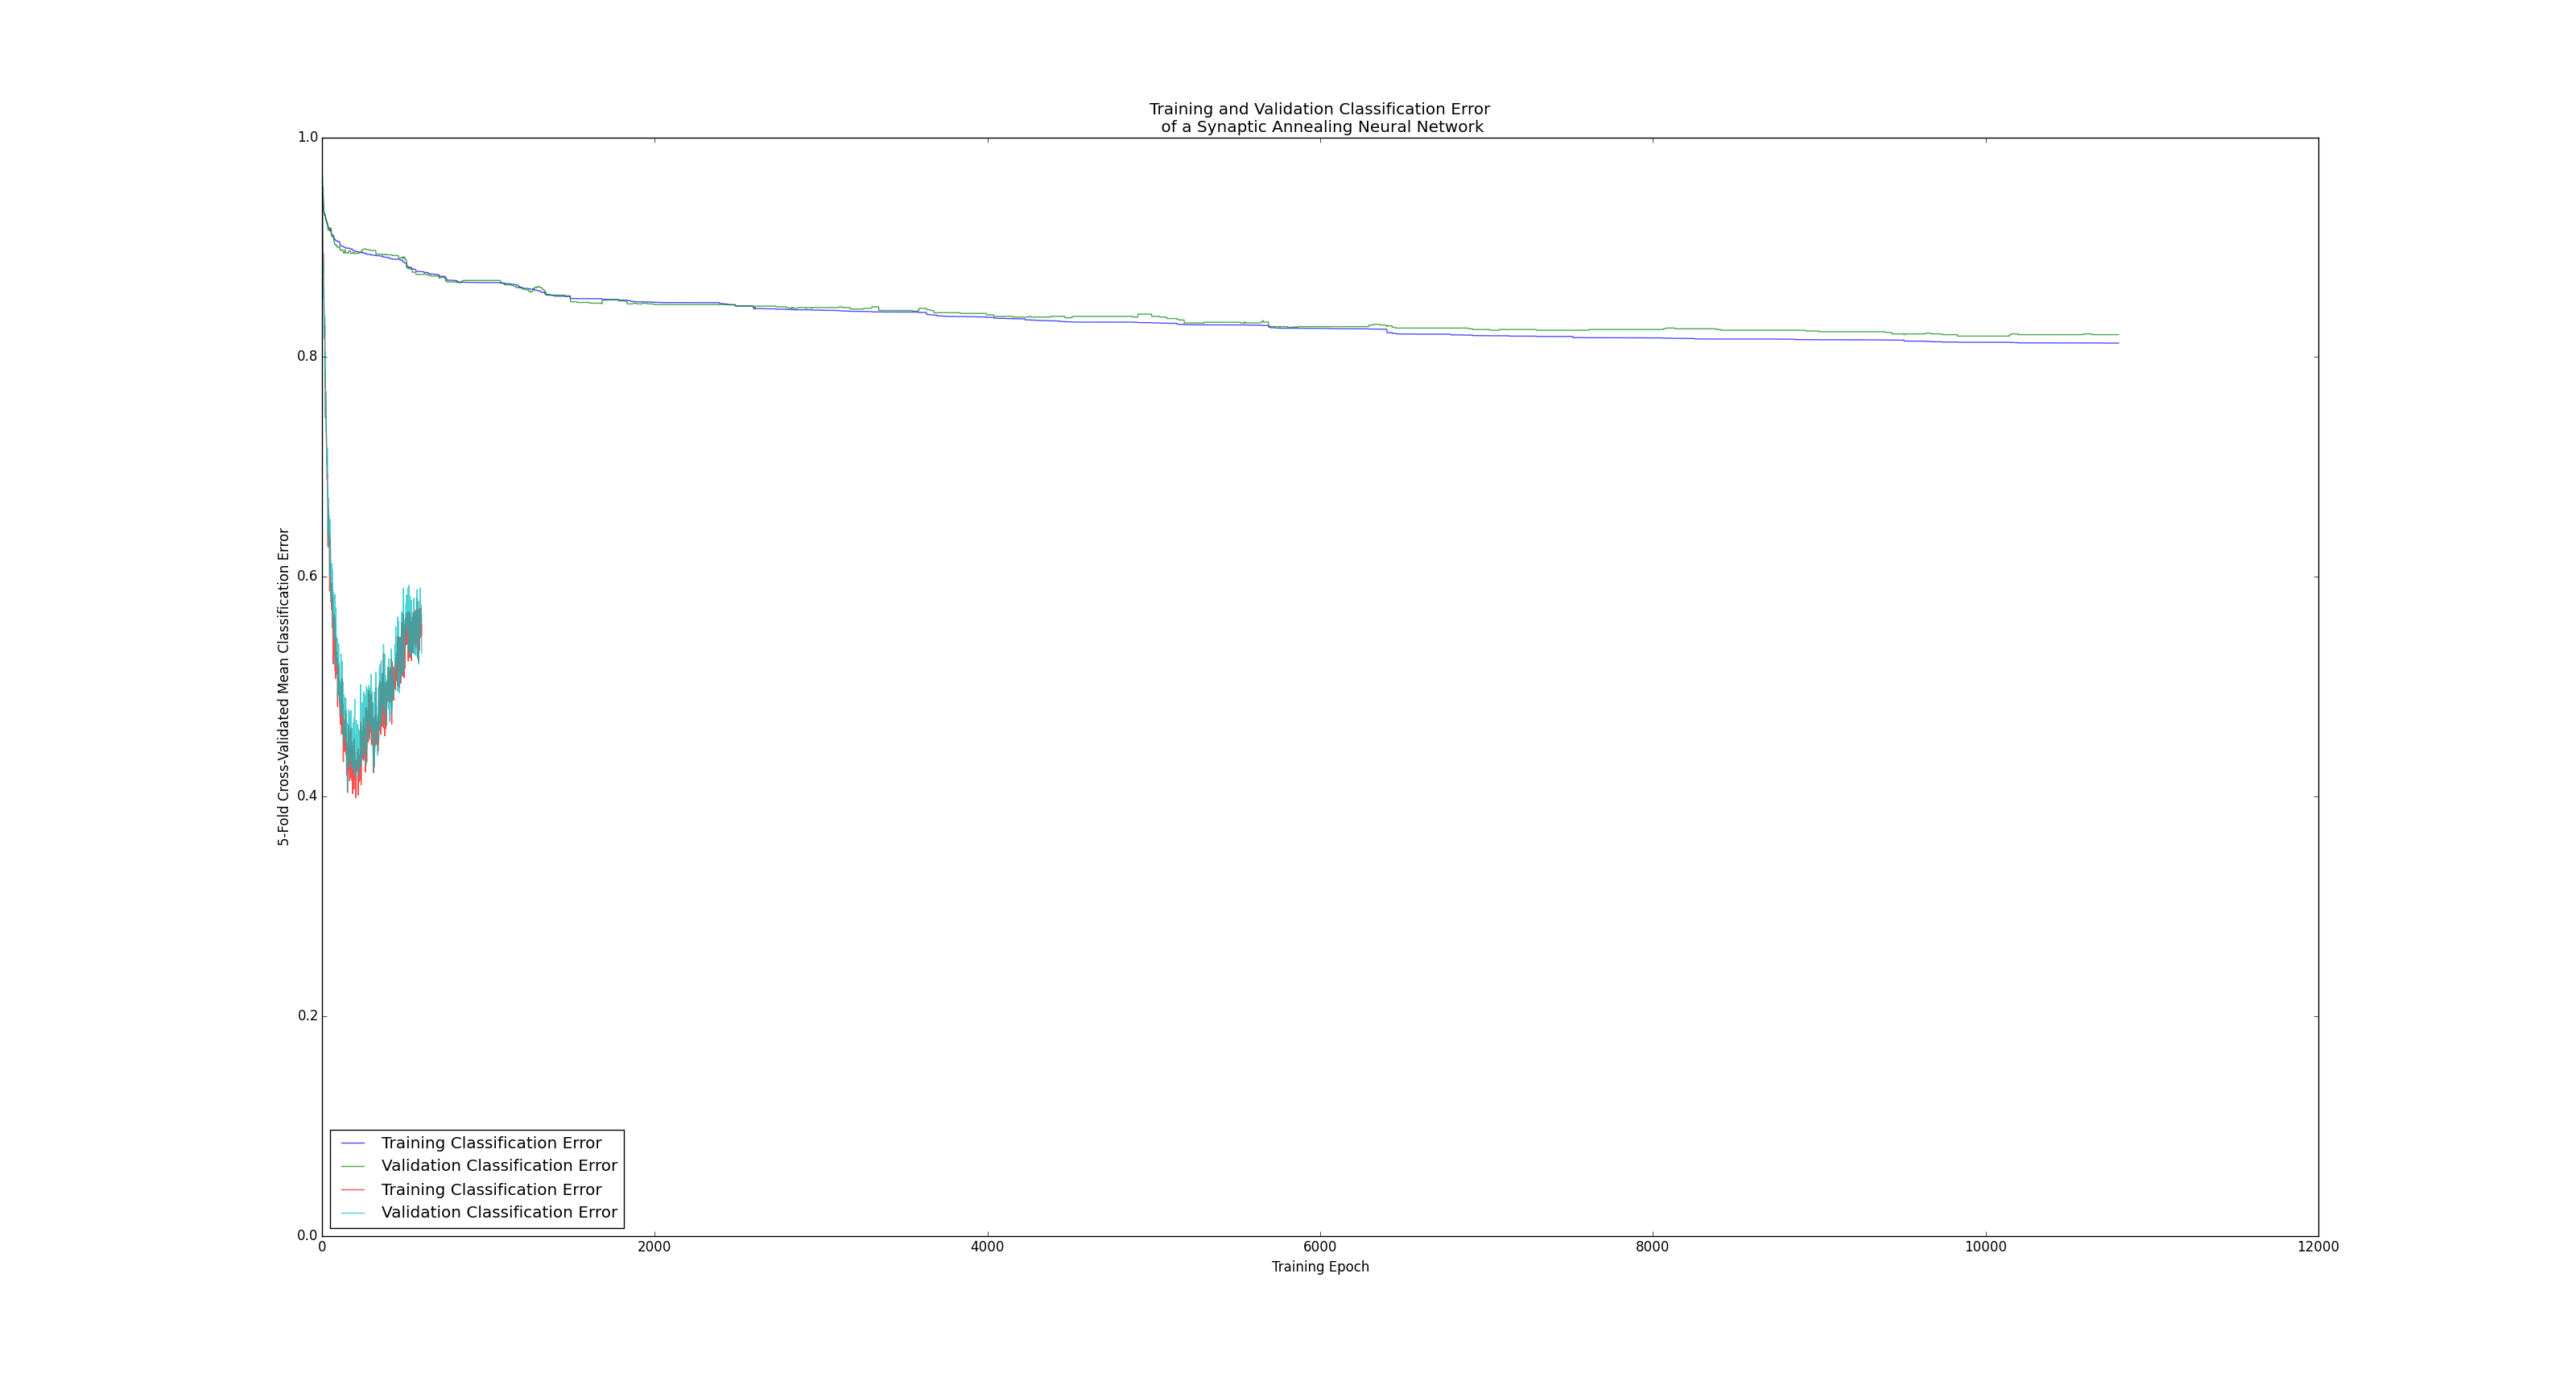 Training and Validation Classification Error
of a Synaptic Annealing Neural Network
1.0
0.8
0.6
0.4
0.2
0.0
5-Fold Cross-Validated Mean Classification Error
Training Classification Error
Validation Classification Error
Training Classification Error
Validation Classification Error
0 2000 4000 6000 8000 10000 12000
Training Epoch